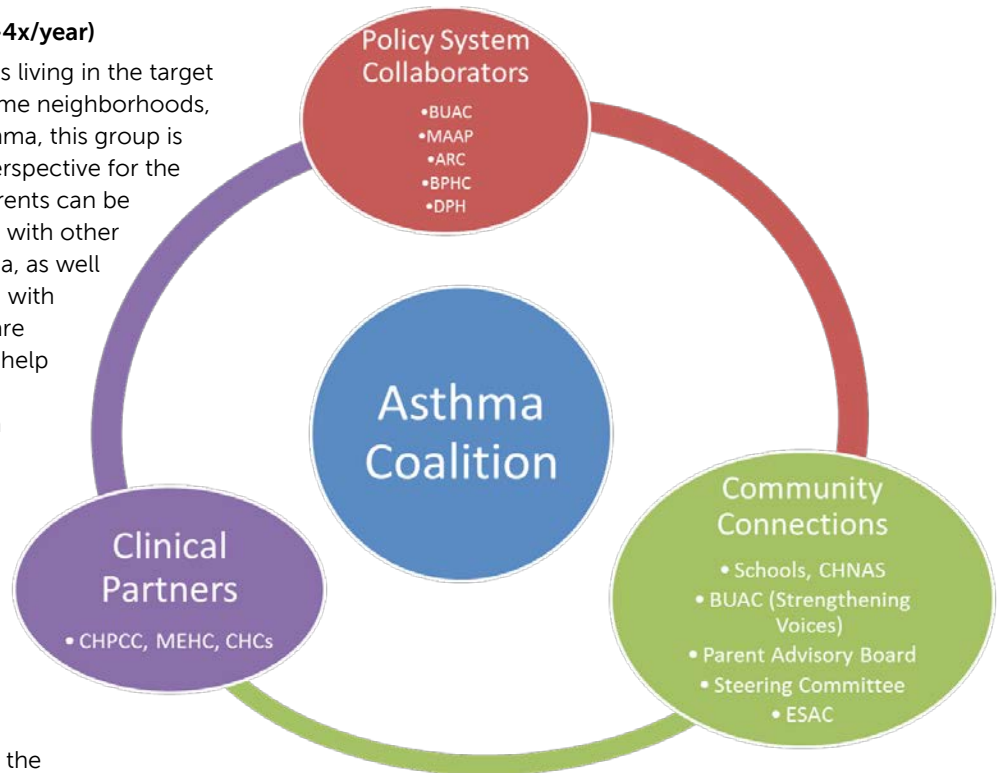 4x/year)
s living in the target
me neighborhoods,
ma, this group is
erspective for the
rents can be
with other
a, as well
with
re
help
the
Policy System
Collaborators
•BUAC
•MAAP
•ARC
•BPHC
•DPH
Asthma
Coalition
Clinical
Partners
• CHPCC, MEHC, CHCs
Community
Connections
• Schools, CHNAS
• BUAC (Strengthening
Voices)
• Parent Advisory Board
• Steering Committee
• ESAC